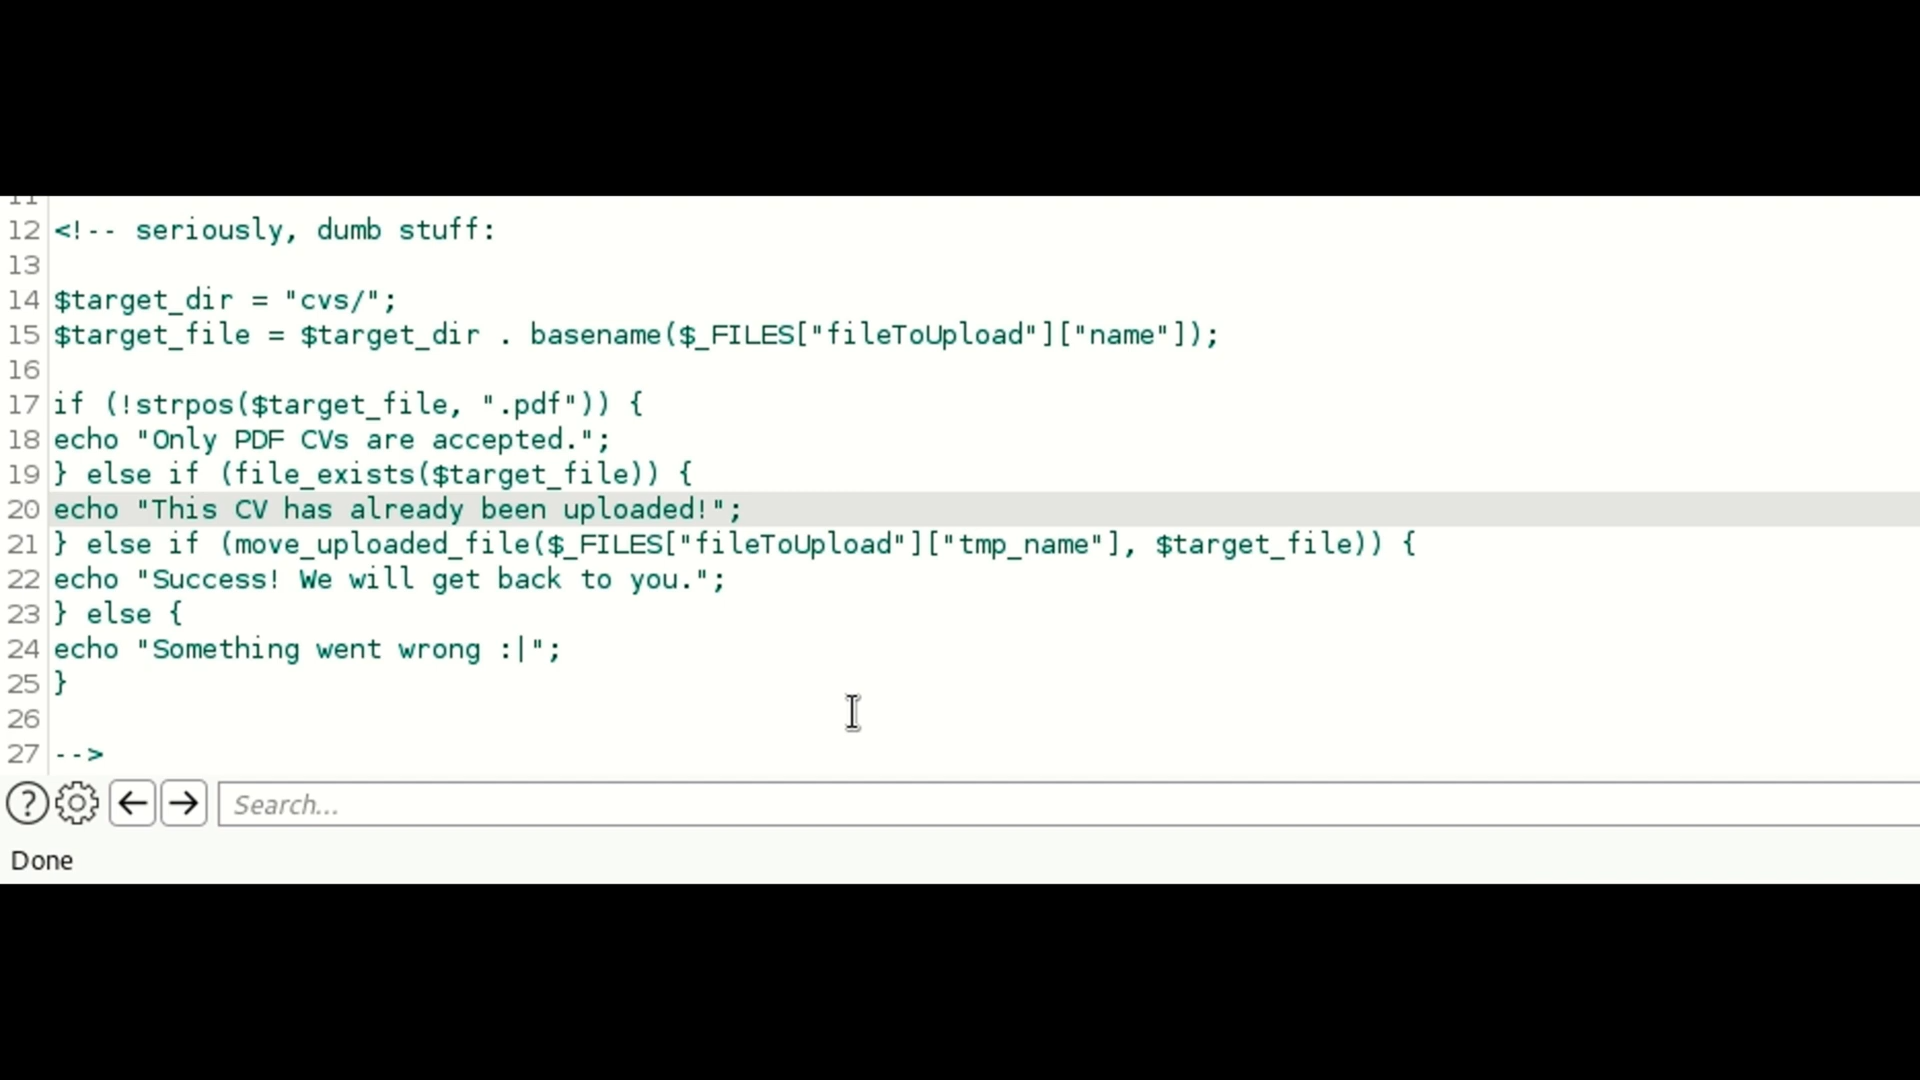 11
12 <!-- seriously, dumb stuff:
13
14 $target_dir = "cvs/";
15 $target_file = $target_dir . basename($_FILES["fileToUpload"]["name"]);
16
17 if (!strpos($target_file, ".pdf")) {
18 echo "Only PDF CVs are accepted.";
19 } else if (file_exists($target_file)) {
20 echo "This CV has already been uploaded!";
21 } else if (move_uploaded_file($_FILES["fileToUpload"]["tmp_name"], $target_file)) {
22 echo "Success! We will get back to you.";
23 } else {
24 echo "Something went wrong :|";
25 }
26
27 -->
Search...
Done